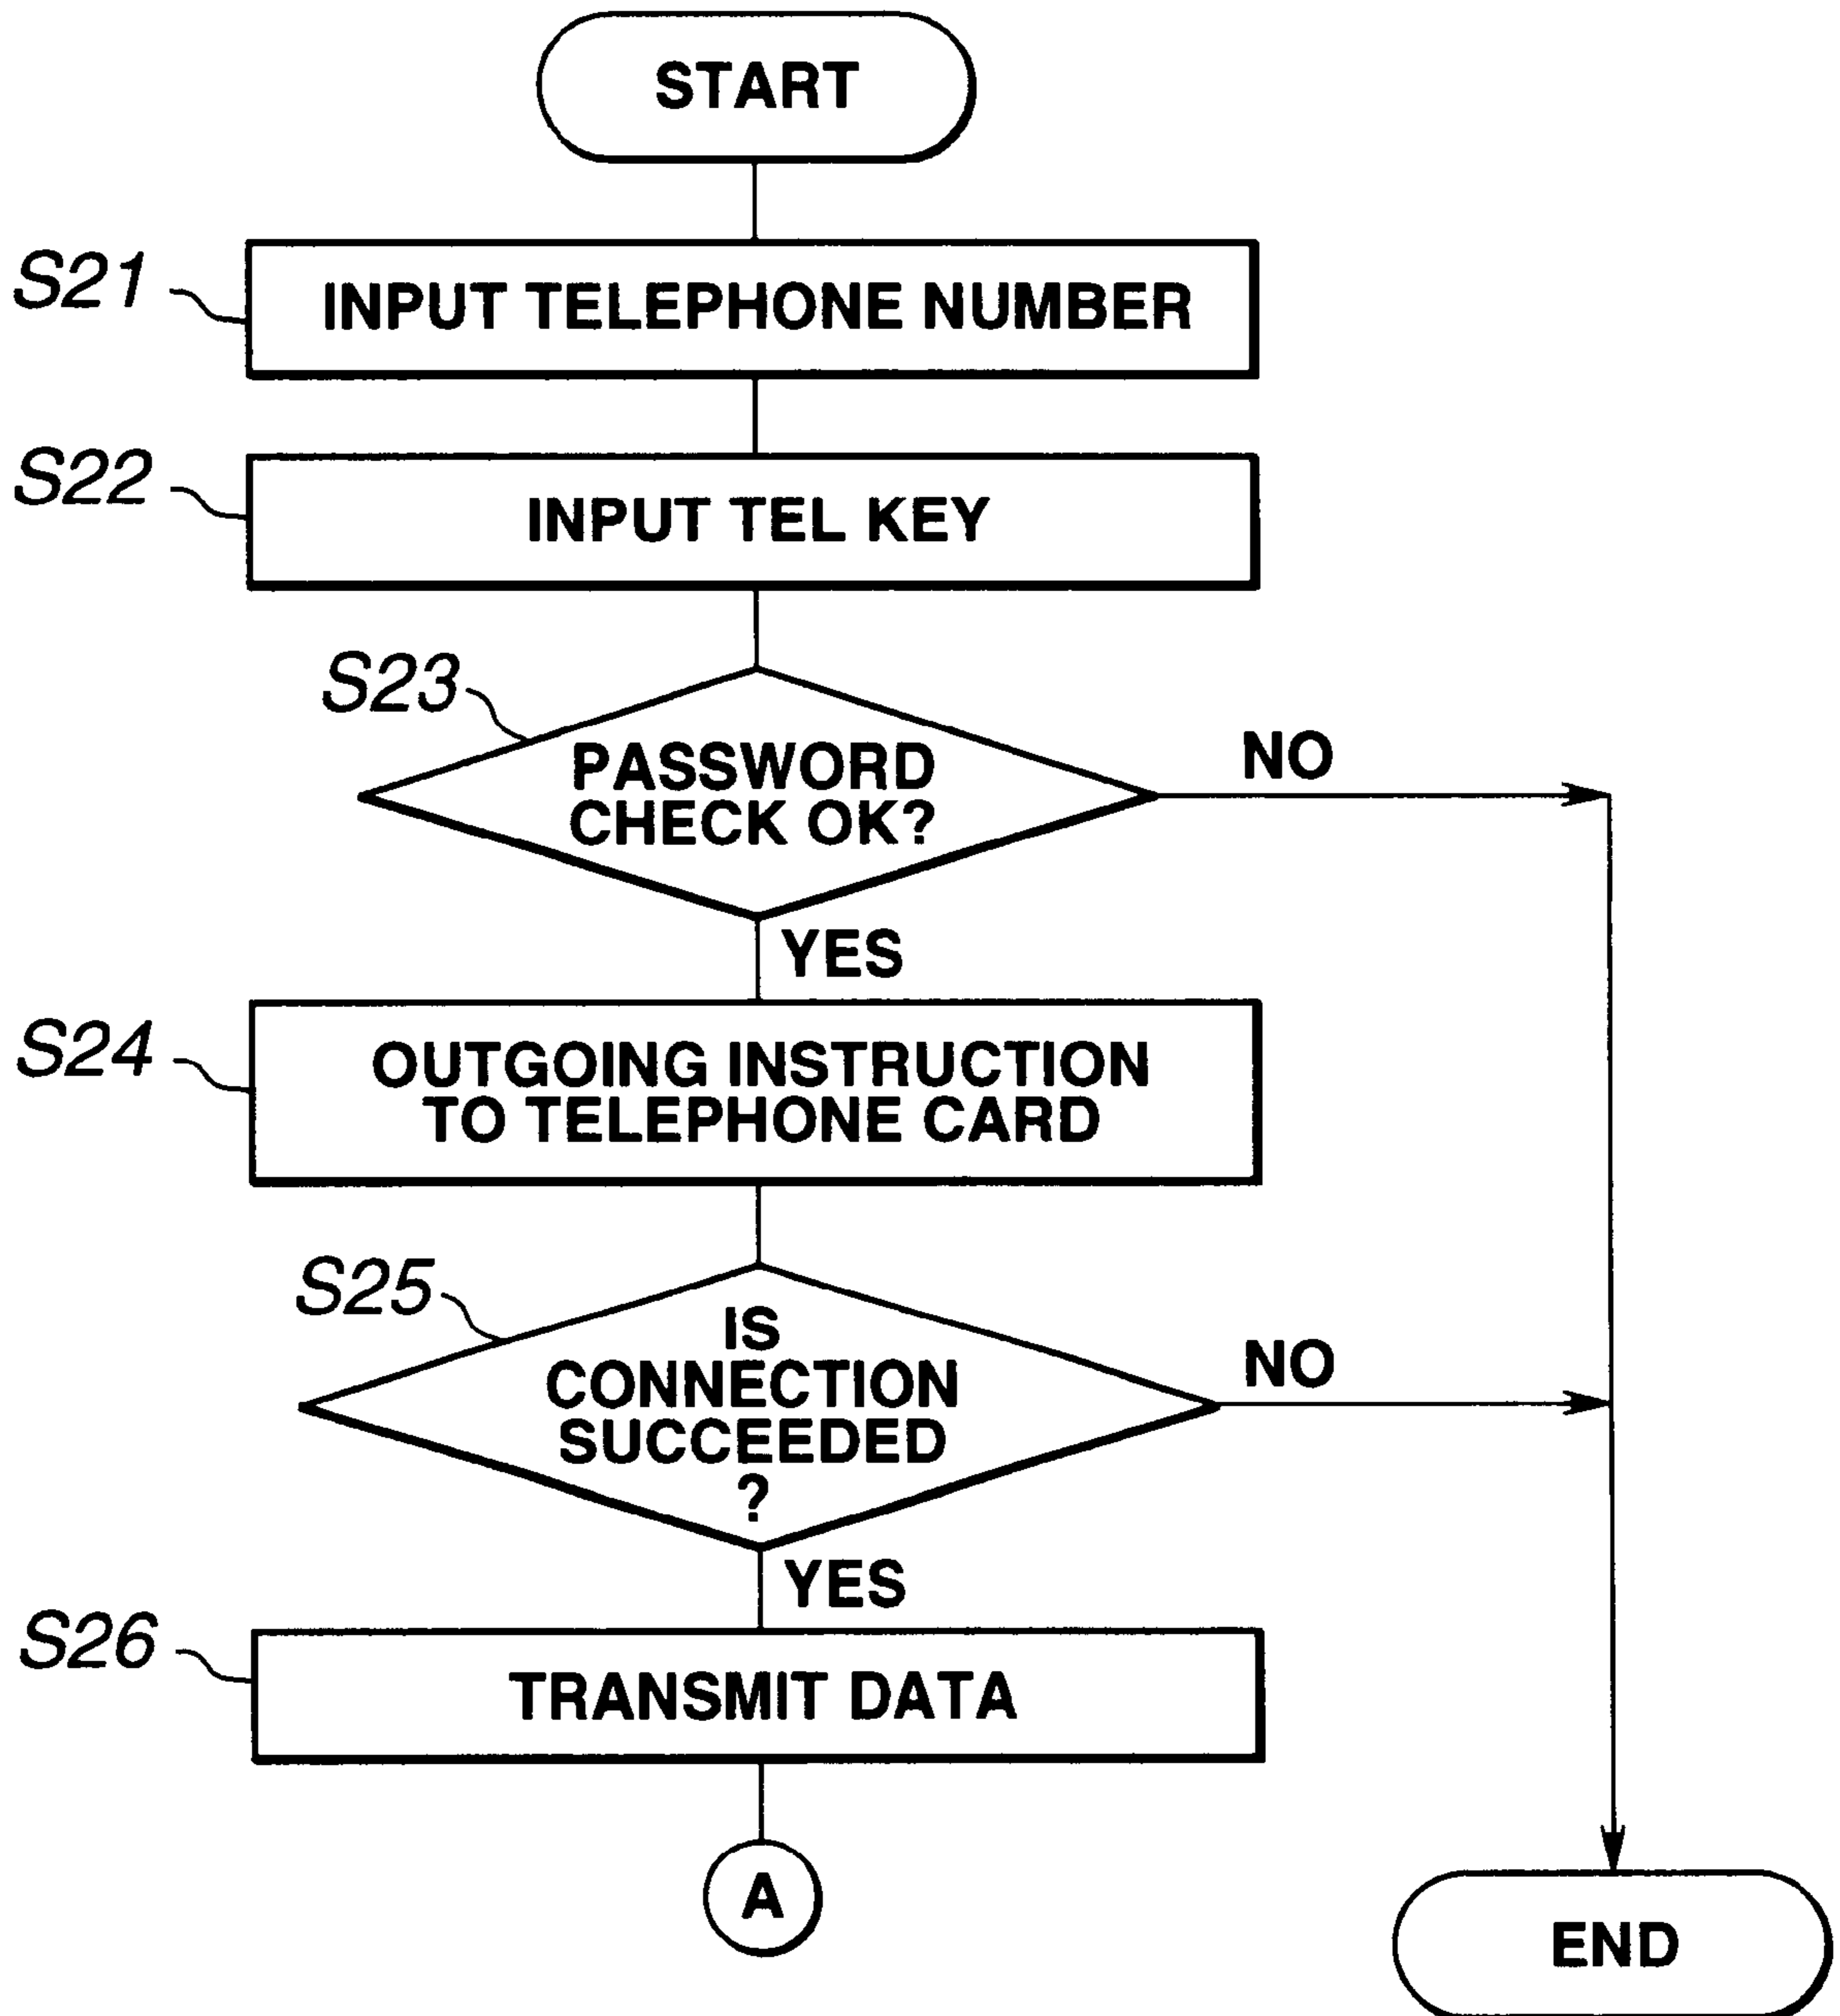 START
S21
INPUT TELEPHONE NUMBER
S22
INPUT TEL KEY
S23
PASSWORD
CHECK OK?
NO
YES
S24
OUTGOING INSTRUCTION
TO TELEPHONE CARD
S25
IS
CONNECTION
SUCCEEDED
?
NO
YES
S26
TRANSMIT DATA
A
END